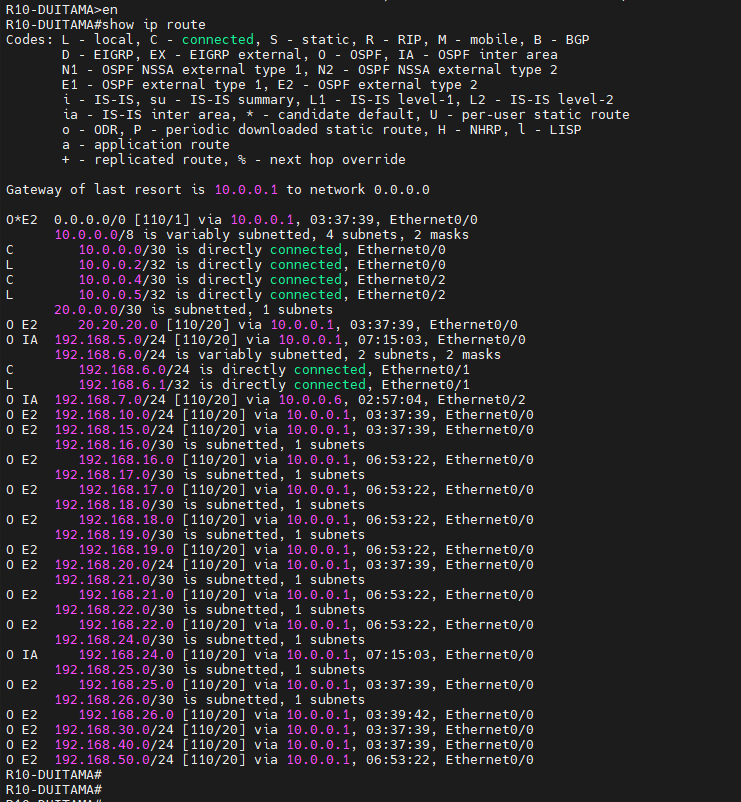 R10-DUITAMA>en
R10-DUITAMA#show ip route
Codes: L - local, C - connected, S - static, R - RIP, M - mobile, B - BGP
       D - EIGRP, EX - EIGRP external, O - OSPF, IA - OSPF inter area
       N1 - OSPF NSSA external type 1, N2 - OSPF NSSA external type 2
       E1 - OSPF external type 1, E2 - OSPF external type 2
       i - IS-IS, su - IS-IS summary, L1 - IS-IS level-1, L2 - IS-IS level-2
       ia - IS-IS inter area, * - candidate default, U - per-user static route
       o - ODR, P - periodic downloaded static route, H - NHRP, l - LISP
       a - application route
       + - replicated route, % - next hop override
Gateway of last resort is 10.0.0.1 to network 0.0.0.0
O*E2  0.0.0.0/0 [110/1] via 10.0.0.1, 03:37:39, Ethernet0/0
      10.0.0.0/8 is variably subnetted, 4 subnets, 2 masks
C        10.0.0.0/30 is directly connected, Ethernet0/0
L        10.0.0.2/32 is directly connected, Ethernet0/0
C        10.0.0.4/30 is directly connected, Ethernet0/2
L        10.0.0.5/32 is directly connected, Ethernet0/2
      20.0.0.0/30 is subnetted, 1 subnets
O E2     20.20.20.0 [110/20] via 10.0.0.1, 03:37:39, Ethernet0/0
O IA  192.168.5.0/24 [110/20] via 10.0.0.1, 07:15:03, Ethernet0/0
      192.168.6.0/24 is variably subnetted, 2 subnets, 2 masks
C        192.168.6.0/24 is directly connected, Ethernet0/1
L        192.168.6.1/32 is directly connected, Ethernet0/1
O IA  192.168.7.0/24 [110/20] via 10.0.0.6, 02:57:04, Ethernet0/2
O E2  192.168.10.0/24 [110/20] via 10.0.0.1, 03:37:39, Ethernet0/0
O E2  192.168.15.0/24 [110/20] via 10.0.0.1, 03:37:39, Ethernet0/0
      192.168.16.0/30 is subnetted, 1 subnets
O E2     192.168.16.0 [110/20] via 10.0.0.1, 06:53:22, Ethernet0/0
      192.168.17.0/30 is subnetted, 1 subnets
O E2     192.168.17.0 [110/20] via 10.0.0.1, 06:53:22, Ethernet0/0
      192.168.18.0/30 is subnetted, 1 subnets
O E2     192.168.18.0 [110/20] via 10.0.0.1, 06:53:22, Ethernet0/0
      192.168.19.0/30 is subnetted, 1 subnets
O E2     192.168.19.0 [110/20] via 10.0.0.1, 06:53:22, Ethernet0/0
O E2  192.168.20.0/24 [110/20] via 10.0.0.1, 03:37:39, Ethernet0/0
      192.168.21.0/30 is subnetted, 1 subnets
O E2     192.168.21.0 [110/20] via 10.0.0.1, 06:53:22, Ethernet0/0
      192.168.22.0/30 is subnetted, 1 subnets
O E2     192.168.22.0 [110/20] via 10.0.0.1, 06:53:22, Ethernet0/0
      192.168.24.0/30 is subnetted, 1 subnets
O IA     192.168.24.0 [110/20] via 10.0.0.1, 07:15:03, Ethernet0/0
      192.168.25.0/30 is subnetted, 1 subnets
O E2     192.168.25.0 [110/20] via 10.0.0.1, 03:37:39, Ethernet0/0
      192.168.26.0/30 is subnetted, 1 subnets
O E2     192.168.26.0 [110/20] via 10.0.0.1, 03:39:42, Ethernet0/0
O E2  192.168.30.0/24 [110/20] via 10.0.0.1, 03:37:39, Ethernet0/0
O E2  192.168.40.0/24 [110/20] via 10.0.0.1, 03:37:39, Ethernet0/0
O E2  192.168.50.0/24 [110/20] via 10.0.0.1, 06:53:22, Ethernet0/0
R10-DUITAMA#
R10-DUITAMA#
R10-DUITAMA#